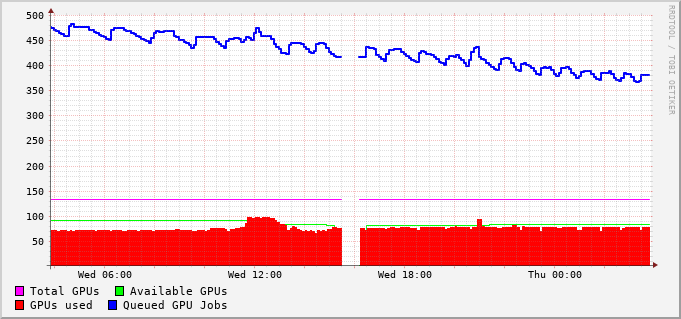 500
450
400
350
300
250
200
150
100
50
Wed 06:00 Wed 12:00 Wed 18:00 Thu 00:00
Total GPUs Available GPUs
GPUs used Queued GPU Jobs
RRDTOOL / TOBI OETIKER